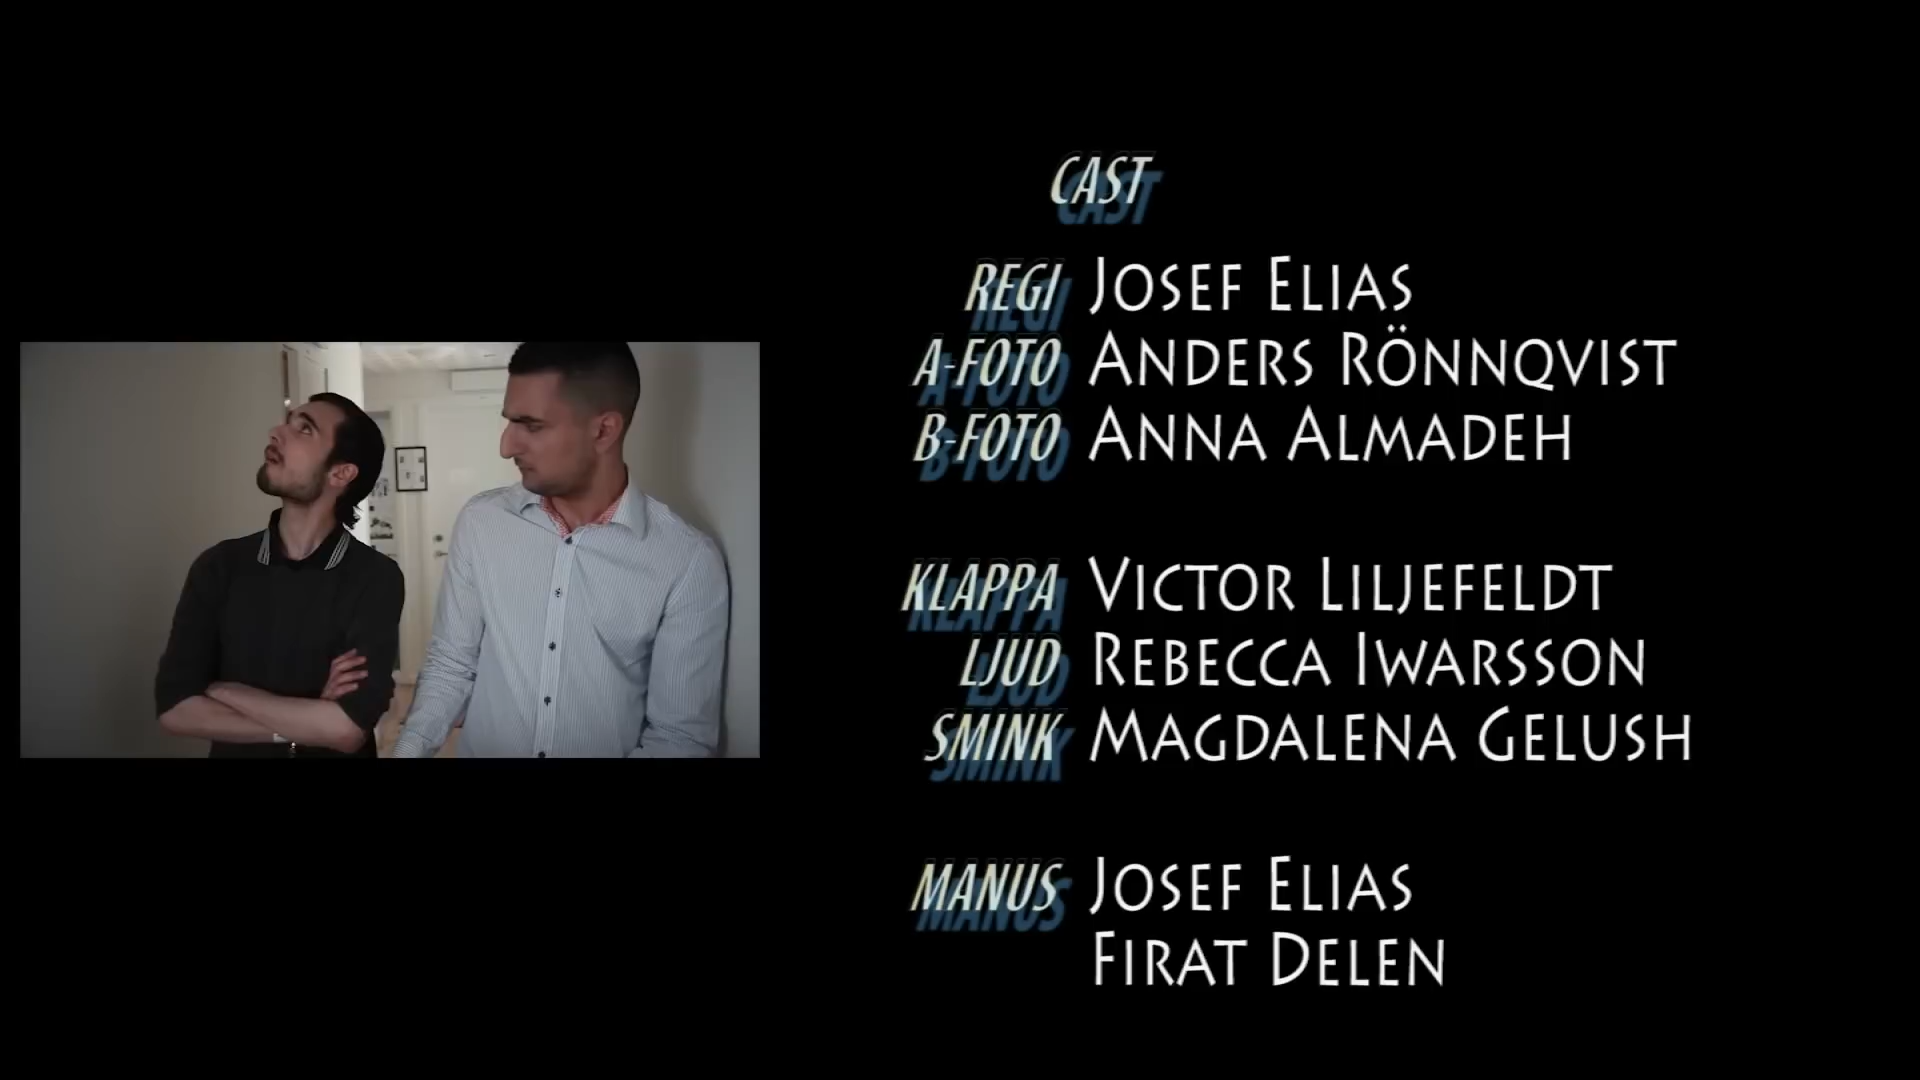 CAST
REGI JOSEF ELIAS
A-FOTO ANDERS RÖNNQVIST
B-FOTO ANNA ALMADEH
KLAPPA VICTOR LILJEFELDT
LJUD REBECCA IWARSSON
SMINK MAGDALENA GELUSH
MANUS JOSEF ELIAS
FIRAT DELEN